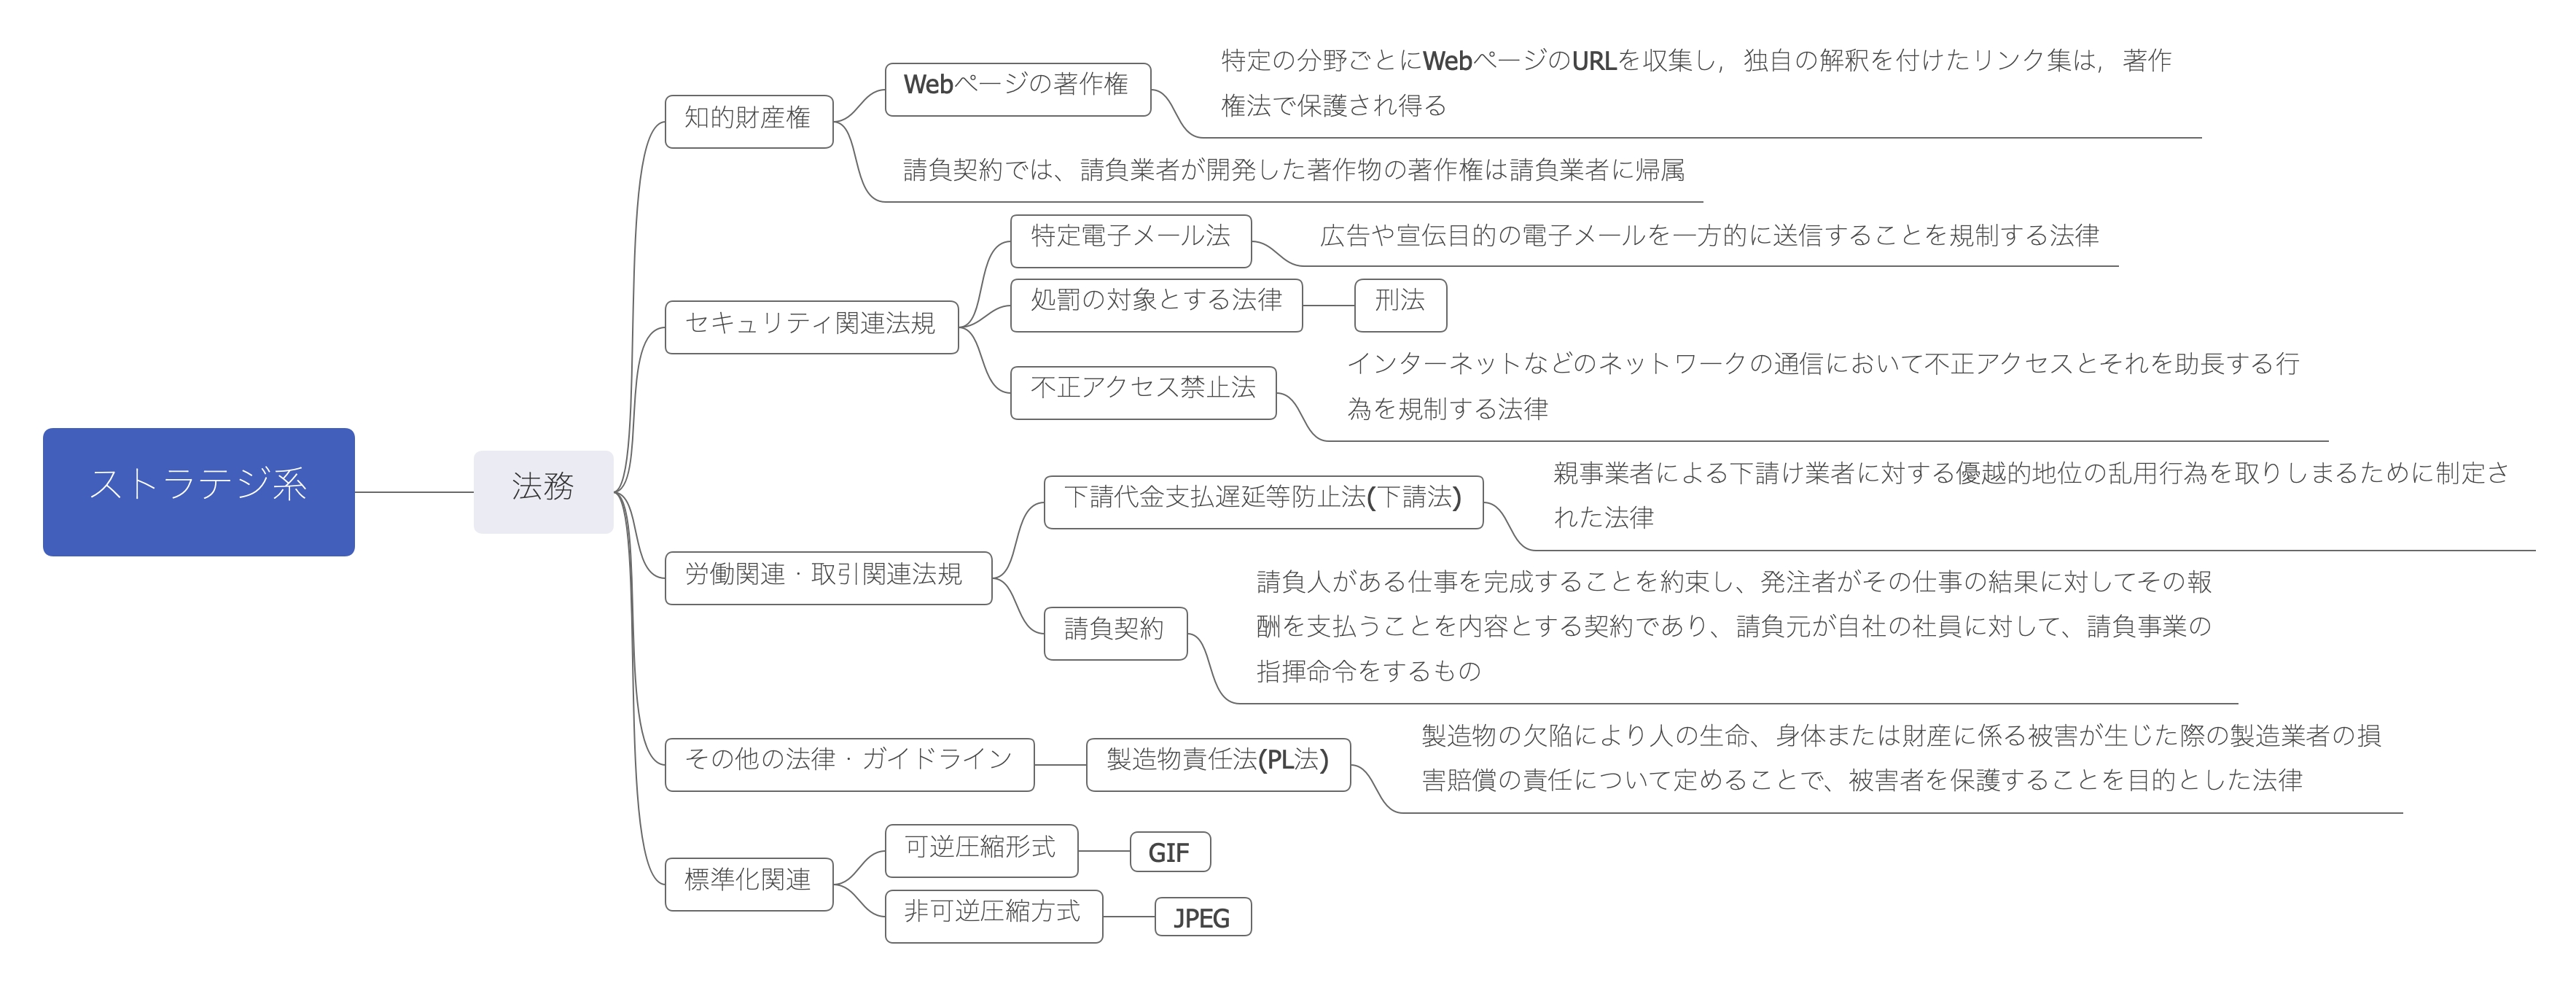 ストラテジ系
法務
知的財産権
Webページの著作権
特定の分野ごとにWebページのURLを収集し，独自の解釈を付けたリンク集は，著作
権法で保護され得る
請負契約では、請負業者が開発した著作物の著作権は請負業者に帰属
セキュリティ関連法規
特定電子メール法
広告や宣伝目的の電子メールを一方的に送信することを規制する法律
処罰の対象とする法律
刑法
不正アクセス禁止法
インターネットなどのネットワークの通信において不正アクセスとそれを助長する行
為を規制する法律
労働関連・取引関連法規
下請代金支払遅延等防止法(下請法)
親事業者による下請け業者に対する優越的地位の乱用行為を取りしまるために制定さ
れた法律
請負契約
請負人がある仕事を完成することを約束し、発注者がその仕事の結果に対してその報
酬を支払うことを内容とする契約であり、請負元が自社の社員に対して、請負事業の
指揮命令をするもの
その他の法律・ガイドライン
製造物責任法(PL法)
製造物の欠陥により人の生命、身体または財産に係る被害が生じた際の製造業者の損
害賠償の責任について定めることで、被害者を保護することを目的とした法律
標準化関連
可逆圧縮形式
GIF
非可逆圧縮方式
JPEG